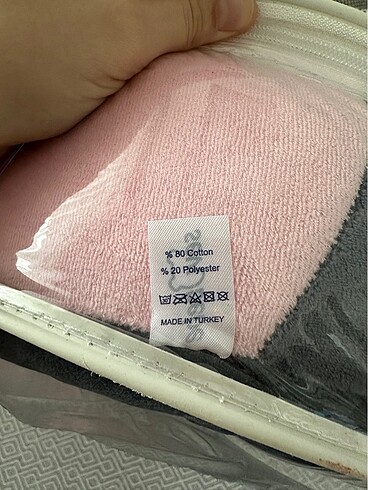 % 80 Cotton
% 20 Polyester
MADE IN TURKEY